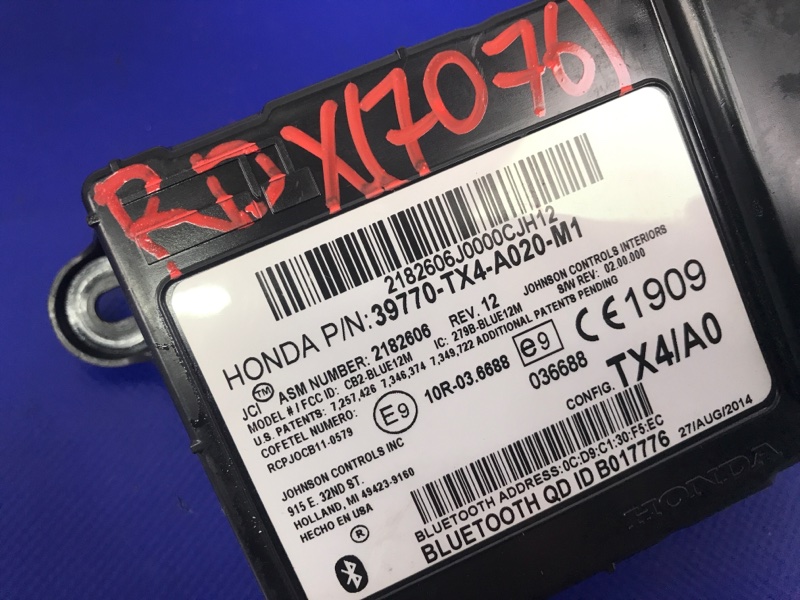 RDX(17076)
2182606J0000CJH12
HONDA P/N: 39770-TX4-A020-M1
JCI™ ASM NUMBER: 2182606 REV. 12 JOHNSON CONTROLS INTERIORS
MODEL # / FCC ID: CB2-BLUE12M IC: 279B-BLUE12M S/W REV: 02.00.000
U.S. PATENTS: 7,257,426 7,346,374 7,349,722 ADDITIONAL PATENTS PENDING
COFETEL NUMERO:
RCPJOCB11-0579
E9 10R-03.6688 e9 036688 CE1909
CONFIG. TX4/A0
JOHNSON CONTROLS INC
915 E. 32ND ST.
HOLLAND, MI 49423-9160
HECHO EN USA
®
BLUETOOTH ADDRESS: 0C:D9:C1:30:F5:EC
BLUETOOTH QD ID B017776 27/AUG/2014
HONDA